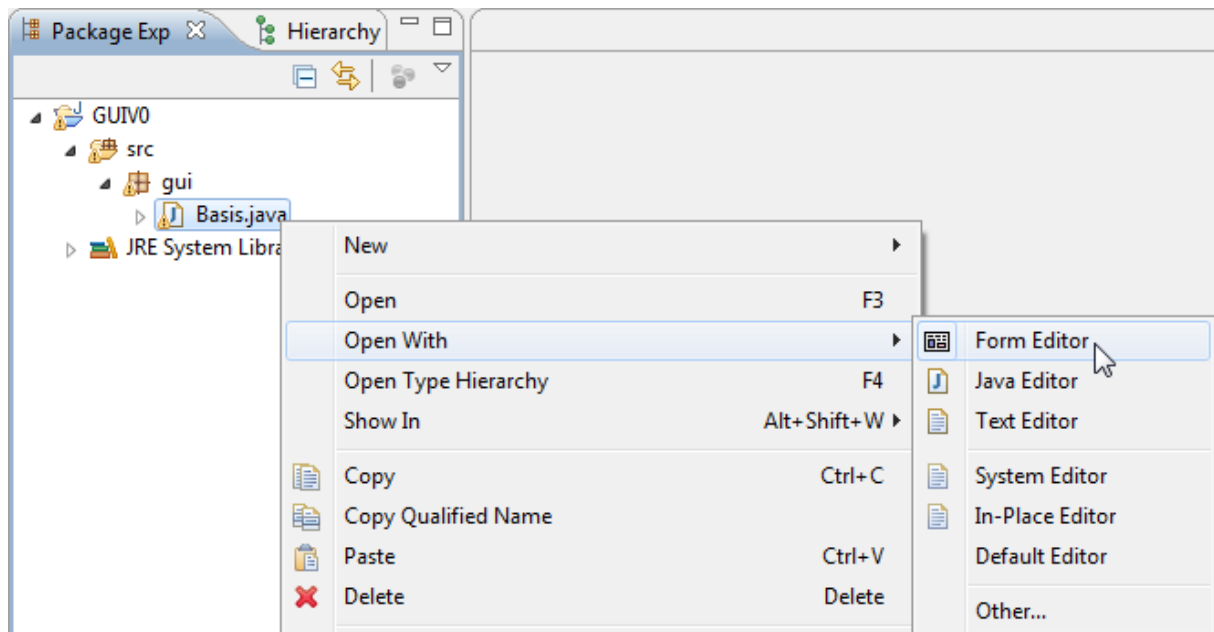 Package Exp Hierarchy
GUIV0
src
gui
Basis.java
JRE System Libra
New
Open F3
Open With
Open Type Hierarchy F4
Show In Alt+Shift+W
Copy Ctrl+C
Copy Qualified Name
Paste Ctrl+V
Delete Delete
Form Editor
Java Editor
Text Editor
System Editor
In-Place Editor
Default Editor
Other...